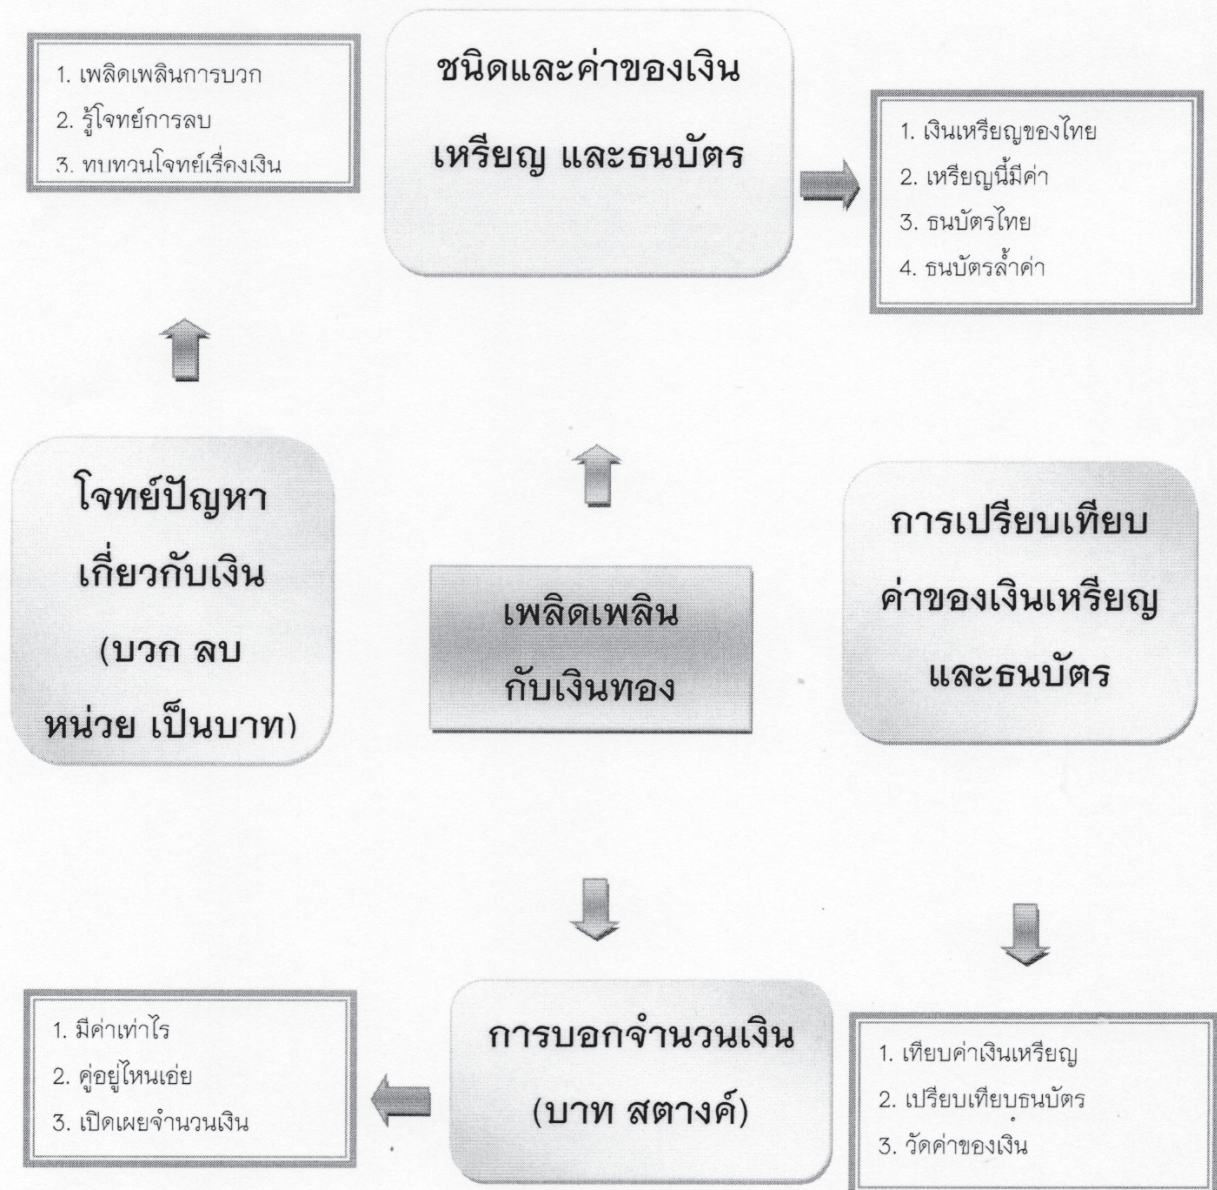 1. เพลิดเพลินการบวก
2. รู้โจทย์การลบ
3. ทบทวนโจทย์เรื่องเงิน
ชนิดและค่าของเงิน
เหรียญ และธนบัตร
1. เงินเหรียญของไทย
2. เหรียญนี้มีค่า
3. ธนบัตรไทย
4. ธนบัตรล้ำค่า
โจทย์ปัญหา
เกี่ยวกับเงิน
(บวก ลบ
หน่วย เป็นบาท)
เพลิดเพลิน
กับเงินทอง
การเปรียบเทียบ
ค่าของเงินเหรียญ
และธนบัตร
1. มีค่าเท่าไร
2. คู่อยู่ไหนเอ่ย
3. เปิดเผยจำนวนเงิน
การบอกจำนวนเงิน
(บาท สตางค์)
1. เทียบค่าเงินเหรียญ
2. เปรียบเทียบธนบัตร
3. วัดค่าของเงิน